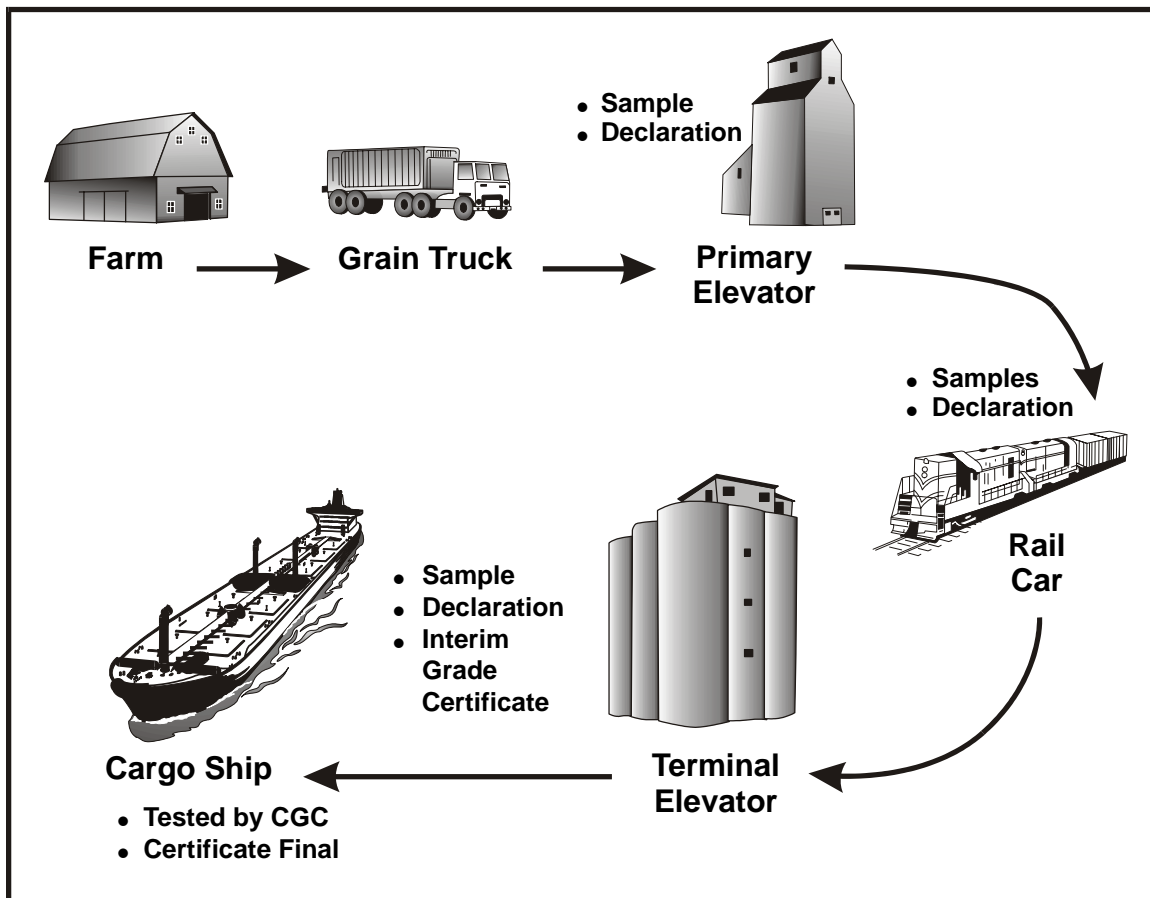 Farm
Grain Truck
• Sample
• Declaration
Primary
Elevator
• Samples
• Declaration
Rail
Car
Terminal
Elevator
• Sample
• Declaration
• Interim
Grade
Certificate
Cargo Ship
• Tested by CGC
• Certificate Final